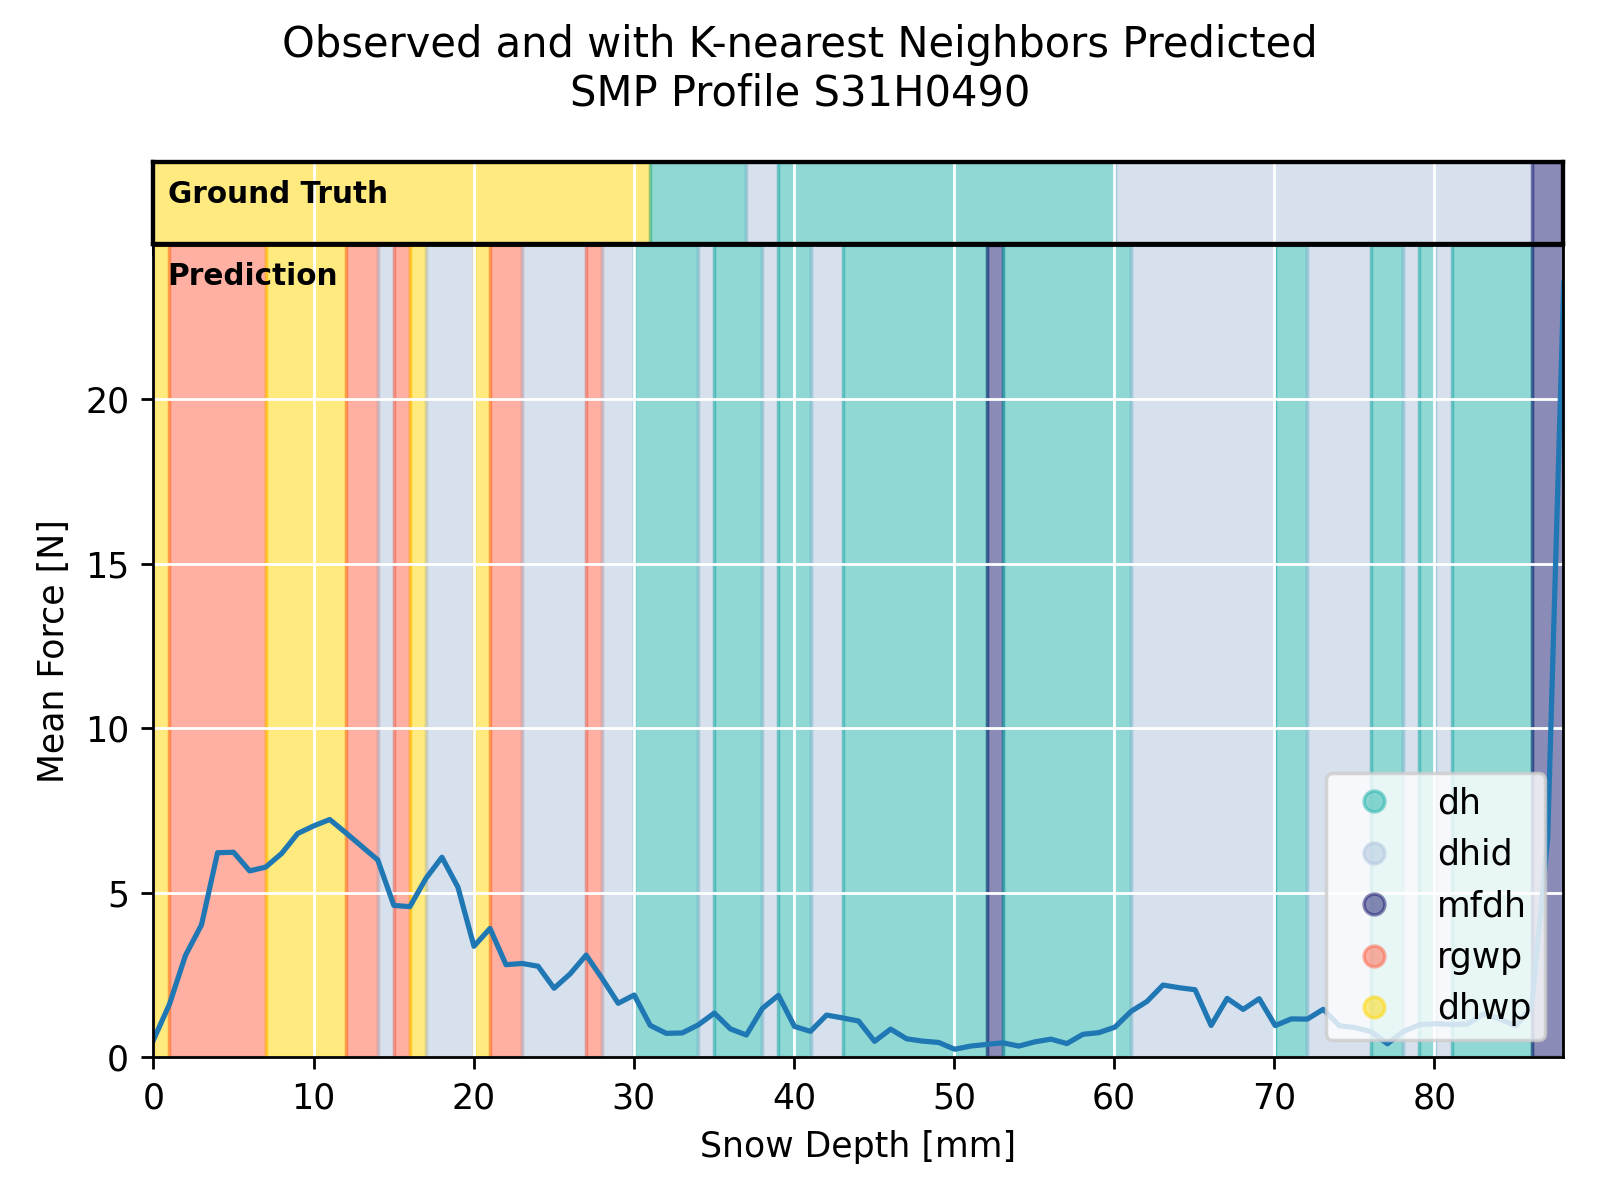 Observed and with K-nearest Neighbors Predicted
SMP Profile S31H0490
Ground Truth
Prediction
20
15
10
5
0
Mean Force [N]
dh
dhid
mfdh
rgwp
dhwp
0 10 20 30 40 50 60 70 80
Snow Depth [mm]